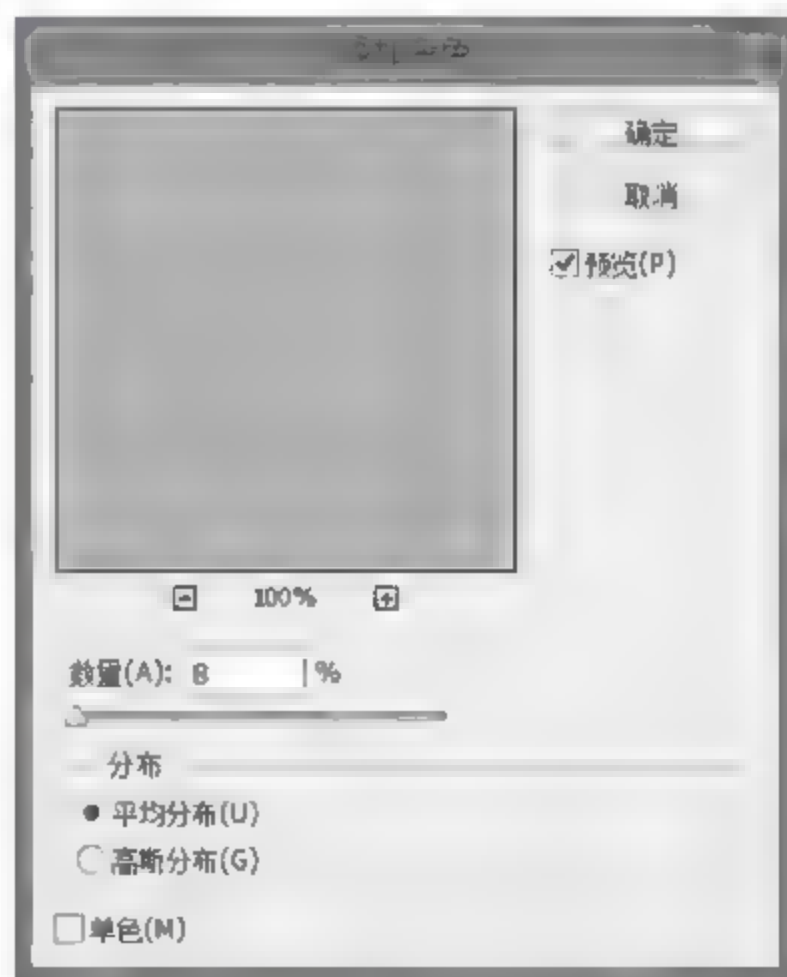 确定
取消
预览(P)
100%
数量(A): 8 %
分布
平均分布(U)
高斯分布(G)
单色(M)